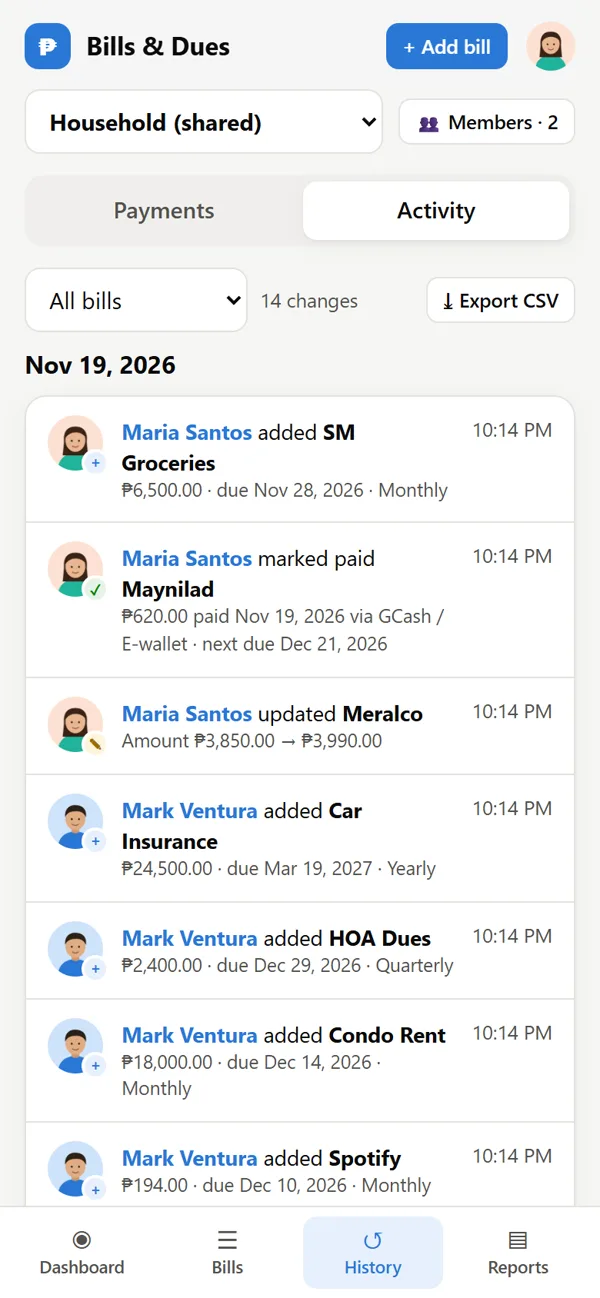 ₱ Bills & Dues + Add bill
Household (shared) Members · 2
Payments Activity
All bills 14 changes ⤓ Export CSV
Nov 19, 2026
Maria Santos added SM 10:14 PM
Groceries
₱6,500.00 · due Nov 28, 2026 · Monthly
Maria Santos marked paid 10:14 PM
Maynilad
₱620.00 paid Nov 19, 2026 via GCash /
E-wallet · next due Dec 21, 2026
Maria Santos updated Meralco 10:14 PM
Amount ₱3,850.00 → ₱3,990.00
Mark Ventura added Car 10:14 PM
Insurance
₱24,500.00 · due Mar 19, 2027 · Yearly
Mark Ventura added HOA Dues 10:14 PM
₱2,400.00 · due Dec 29, 2026 · Quarterly
Mark Ventura added Condo Rent 10:14 PM
₱18,000.00 · due Dec 14, 2026 ·
Monthly
Mark Ventura added Spotify 10:14 PM
₱194.00 · due Dec 10, 2026 · Monthly
Dashboard Bills History Reports